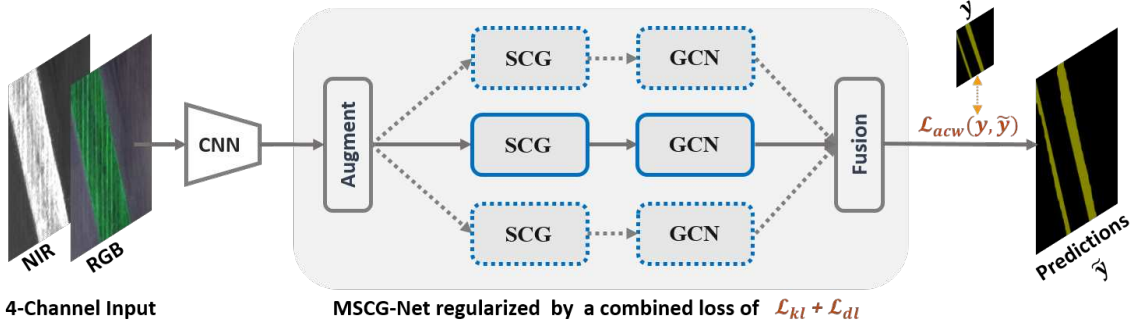 NIR
RGB
4-Channel Input
CNN
Augment
SCG
GCN
SCG
GCN
SCG
GCN
Fusion
y
ℒacw(y, ỹ)
Predictions
ỹ
MSCG-Net regularized by a combined loss of ℒkl + ℒdl